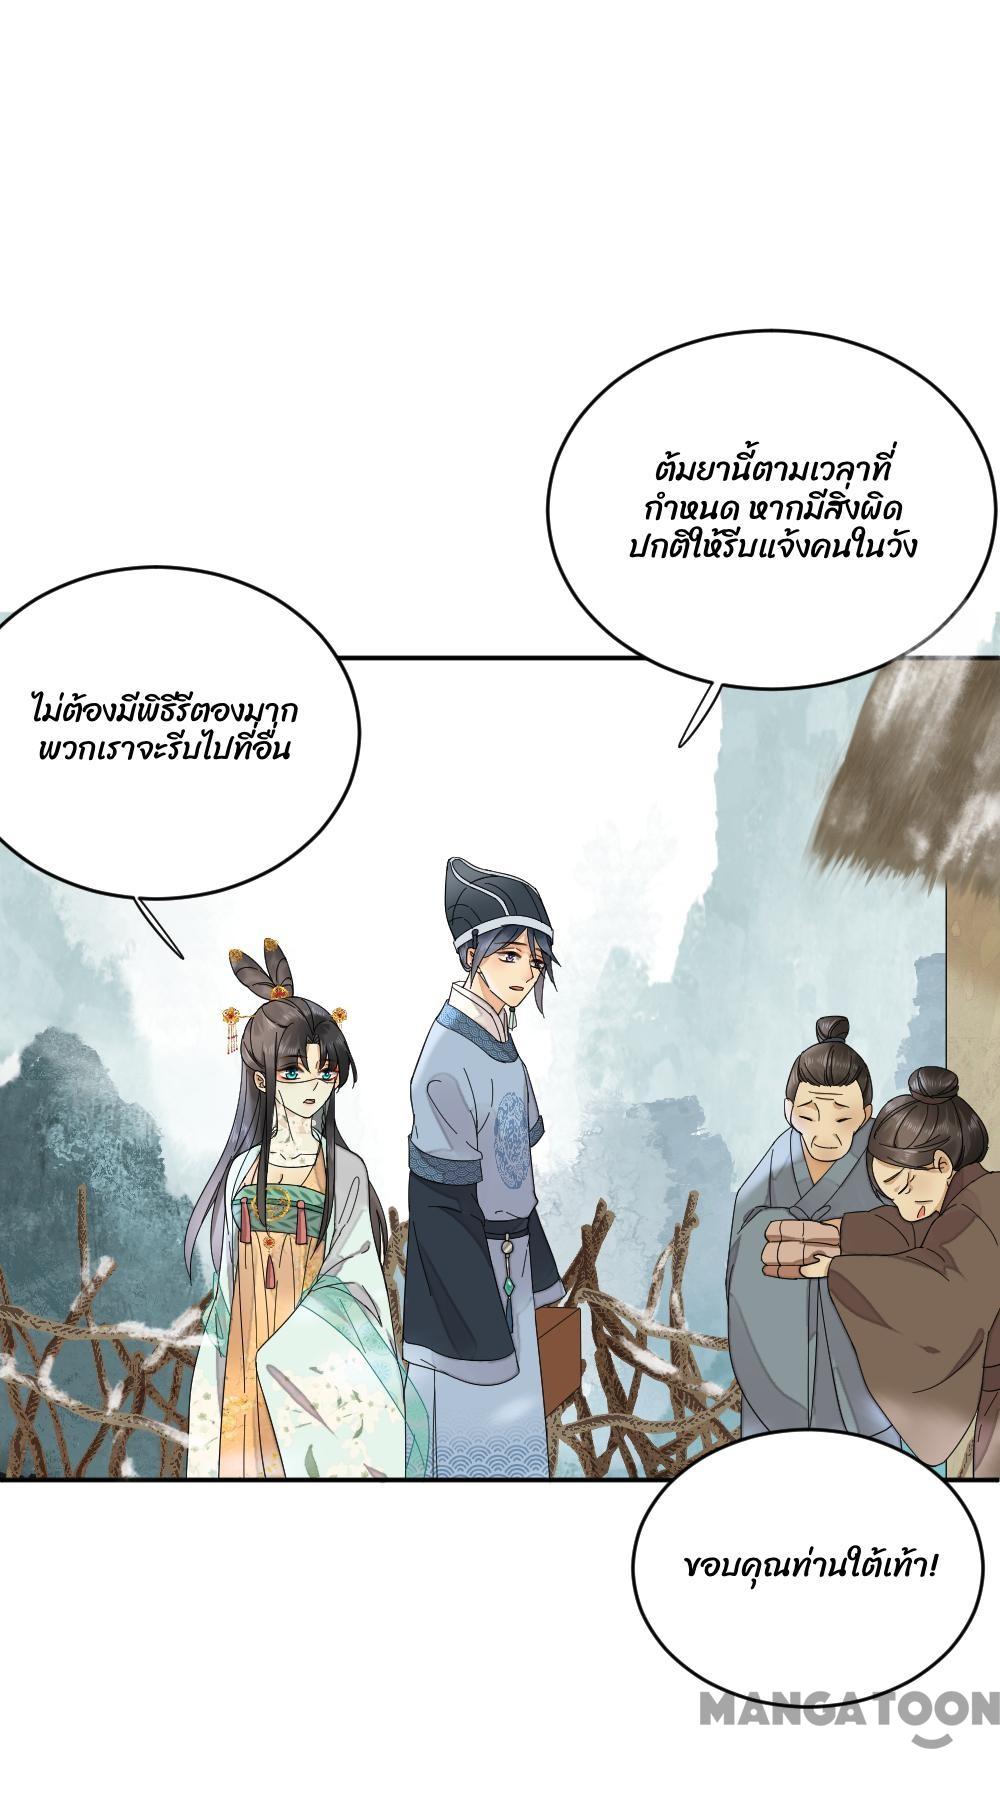 ต้มยานี้ตามเวลาที่
กำหนด หากมีสิ่งผิด
ปกติให้รีบแจ้งคนในวัง
ไม่ต้องมีพิธีรีตองมาก
พวกเราจะรีบไปที่อื่น
ขอบคุณท่านใต้เท้า!
MANGATOON